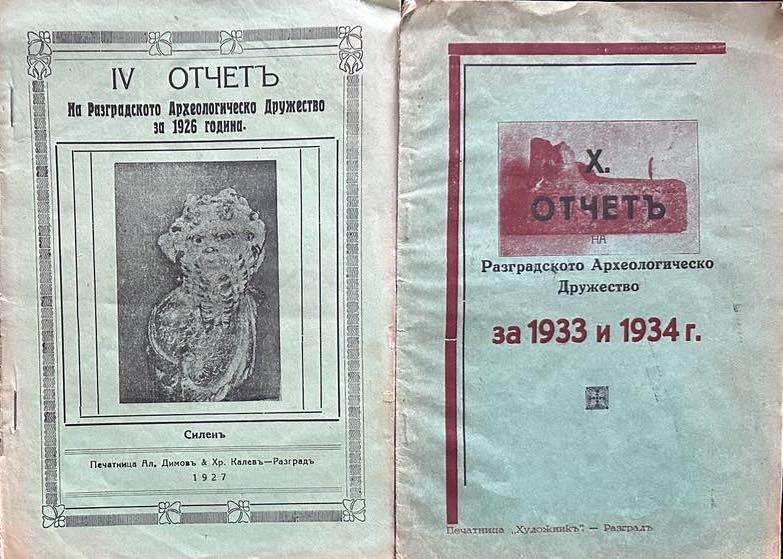 IV ОТЧЕТЪ
На Разградското Археологическо Дружество
за 1926 година.
Силенъ
Печатница Ал. Димовъ & Хр. Калевъ—Разградъ
1927
X.
ОТЧЕТЪ
НА
Разградското Археологическо
Дружество
за 1933 и 1934 г.
Печатница „Художникъ“ — Разградъ